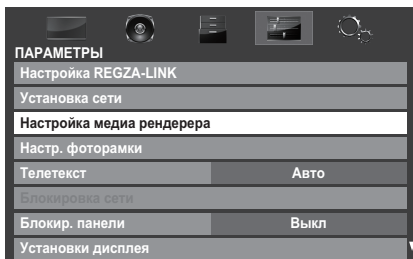 ПАРАМЕТРЫ
Настройка REGZA-LINK
Установка сети
Настройка медиа рендерера
Настр. фоторамки
Телетекст Авто
Блокировка сети
Блокир. панели Выкл
Установки дисплея